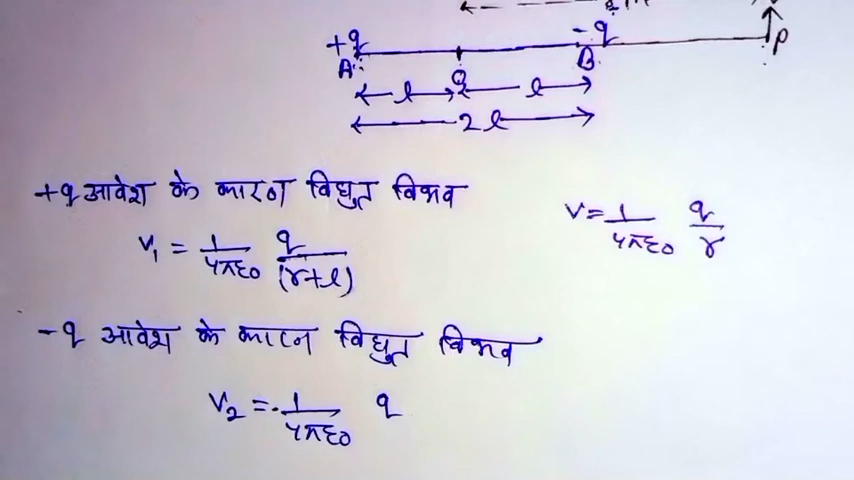 +q -q
A B P
l O l
2l
+q आवेश के कारण विद्युत विभव
V = 1/4πε0 q/r
V1 = 1/4πε0 q/(r+l)
-q आवेश के कारन विद्युत विभव
V2 = - 1/4πε0 q